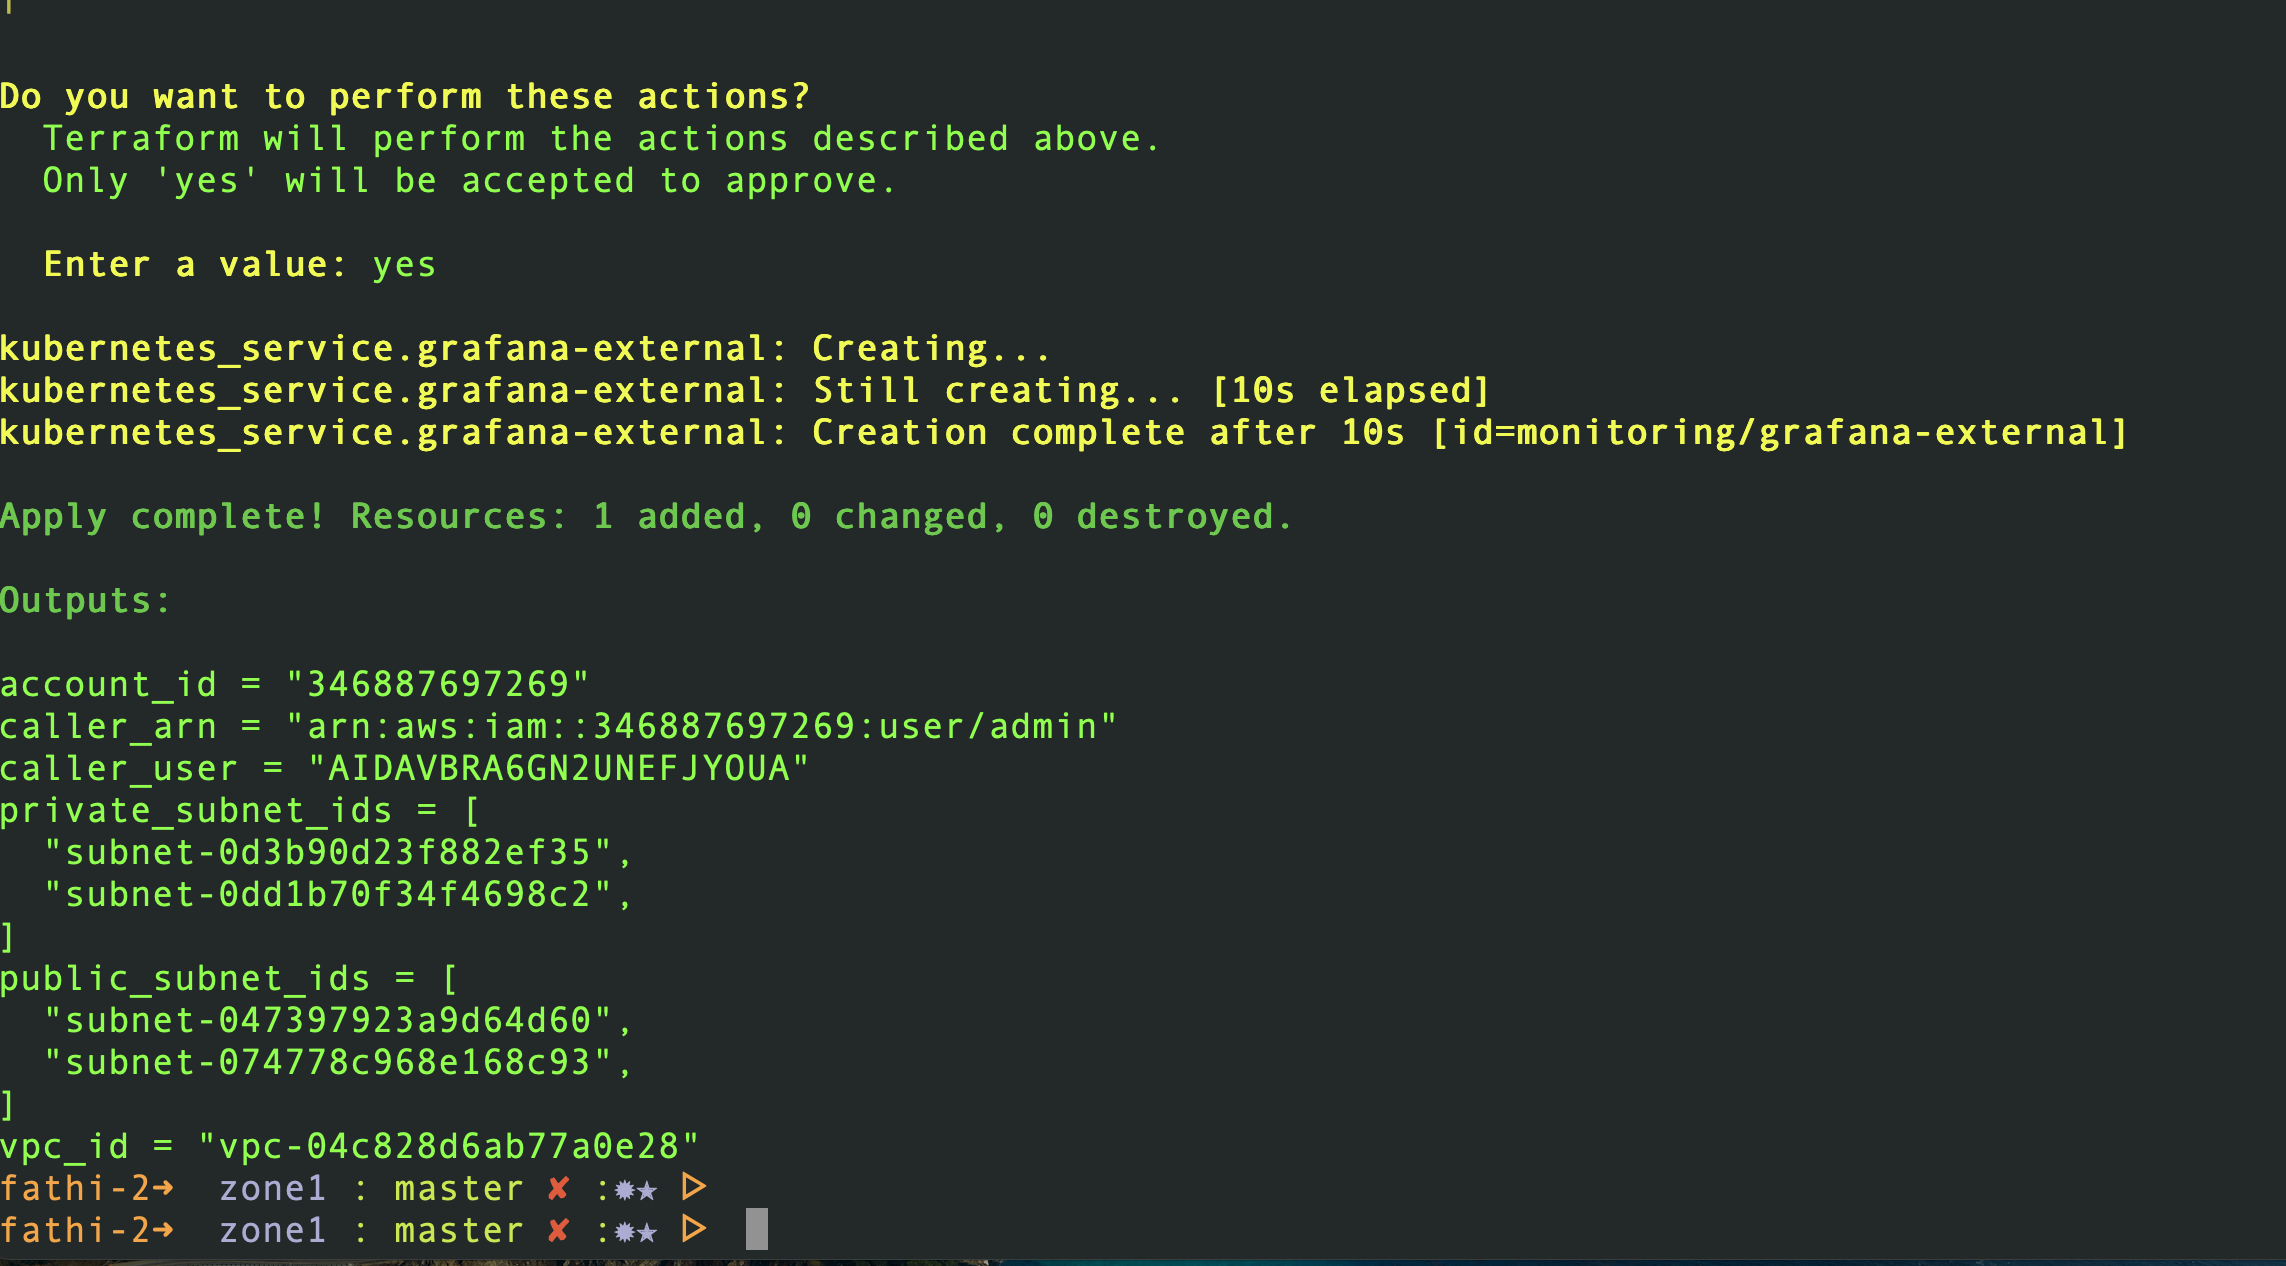 Do you want to perform these actions?
  Terraform will perform the actions described above.
  Only 'yes' will be accepted to approve.
  Enter a value: yes
kubernetes_service.grafana-external: Creating...
kubernetes_service.grafana-external: Still creating... [10s elapsed]
kubernetes_service.grafana-external: Creation complete after 10s [id=monitoring/grafana-external]
Apply complete! Resources: 1 added, 0 changed, 0 destroyed.
Outputs:
account_id = "346887697269"
caller_arn = "arn:aws:iam::346887697269:user/admin"
caller_user = "AIDAVBRA6GN2UNEFJYOUA"
private_subnet_ids = [
  "subnet-0d3b90d23f882ef35",
  "subnet-0dd1b70f34f4698c2",
]
public_subnet_ids = [
  "subnet-047397923a9d64d60",
  "subnet-074778c968e168c93",
]
vpc_id = "vpc-04c828d6ab77a0e28"
fathi-2➜  zone1 : master ✘ :✹★ ▷
fathi-2➜  zone1 : master ✘ :✹★ ▷